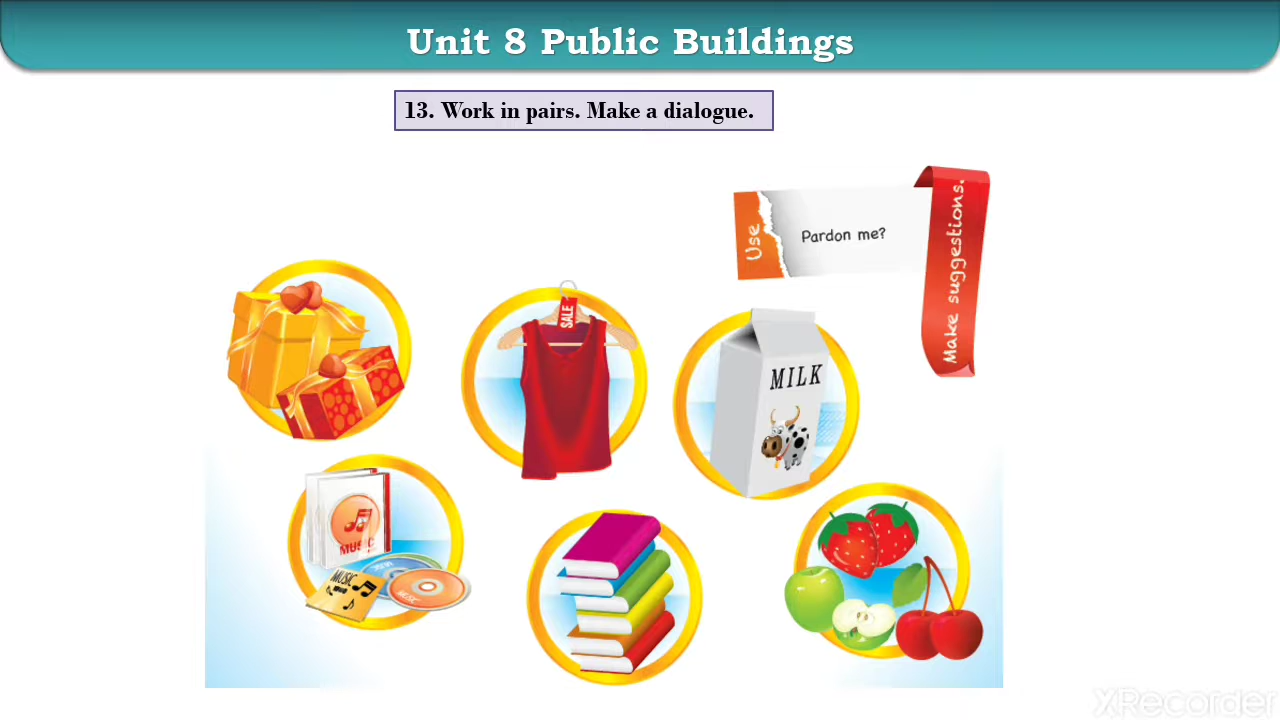 Unit 8 Public Buildings
13. Work in pairs. Make a dialogue.
Use
Pardon me?
Make suggestions.
SALE
MILK
MUSIC
MUSIC
MUSIC
XRecorder